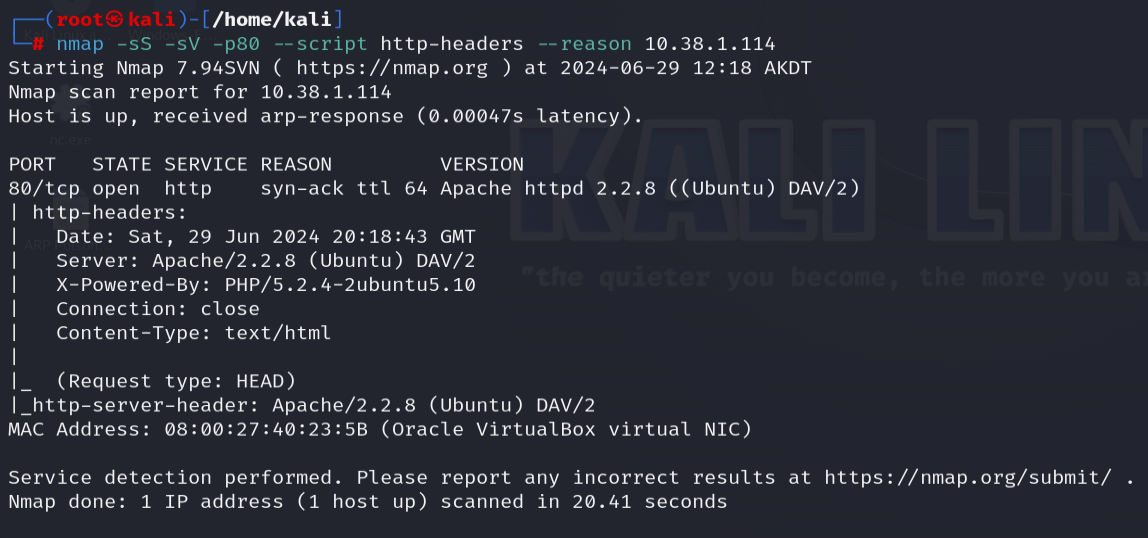 (root㉿kali)-[/home/kali]
# nmap -sS -sV -p80 --script http-headers --reason 10.38.1.114
Starting Nmap 7.94SVN ( https://nmap.org ) at 2024-06-29 12:18 AKDT
Nmap scan report for 10.38.1.114
Host is up, received arp-response (0.00047s latency).
nc.exe
PORT   STATE SERVICE REASON         VERSION
80/tcp open  http    syn-ack ttl 64 Apache httpd 2.2.8 ((Ubuntu) DAV/2)
| http-headers:
|   Date: Sat, 29 Jun 2024 20:18:43 GMT
|   Server: Apache/2.2.8 (Ubuntu) DAV/2
|   X-Powered-By: PHP/5.2.4-2ubuntu5.10
|   Connection: close
|   Content-Type: text/html
|
|_  (Request type: HEAD)
|_http-server-header: Apache/2.2.8 (Ubuntu) DAV/2
MAC Address: 08:00:27:40:23:5B (Oracle VirtualBox virtual NIC)
Service detection performed. Please report any incorrect results at https://nmap.org/submit/ .
Nmap done: 1 IP address (1 host up) scanned in 20.41 seconds
KALI LIN
"the quieter you become, the more you a